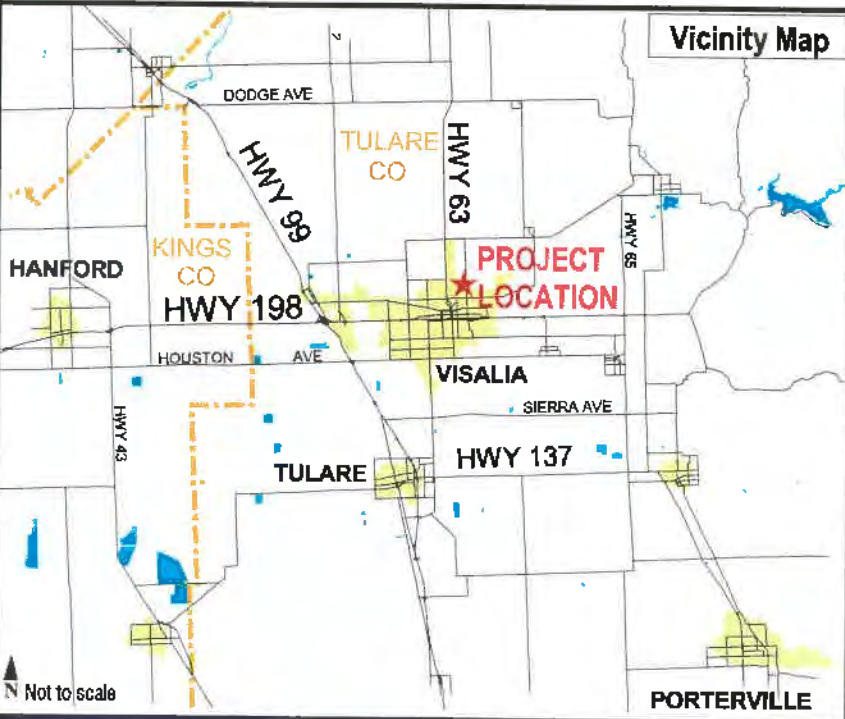 Vicinity Map
DODGE AVE
TULARE
CO
HWY 63
HWY 99
HWY 65
KINGS
CO
HANFORD
PROJECT
LOCATION
HWY 198
HOUSTON AVE
VISALIA
SIERRA AVE
HWY 43
TULARE
HWY 137
N Not to scale
PORTERVILLE